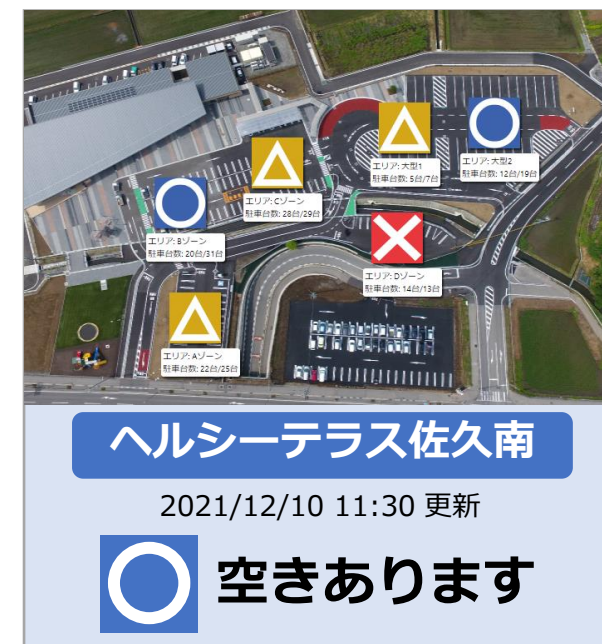 エリア: 大型1
駐車台数: 5台/7台
エリア: 大型2
駐車台数: 12台/19台
エリア: Cゾーン
駐車台数: 28台/29台
エリア: Bゾーン
駐車台数: 20台/31台
エリア: Dゾーン
駐車台数: 14台/13台
エリア: Aゾーン
駐車台数: 22台/25台
ヘルシーテラス佐久南
2021/12/10 11:30 更新
空きあります